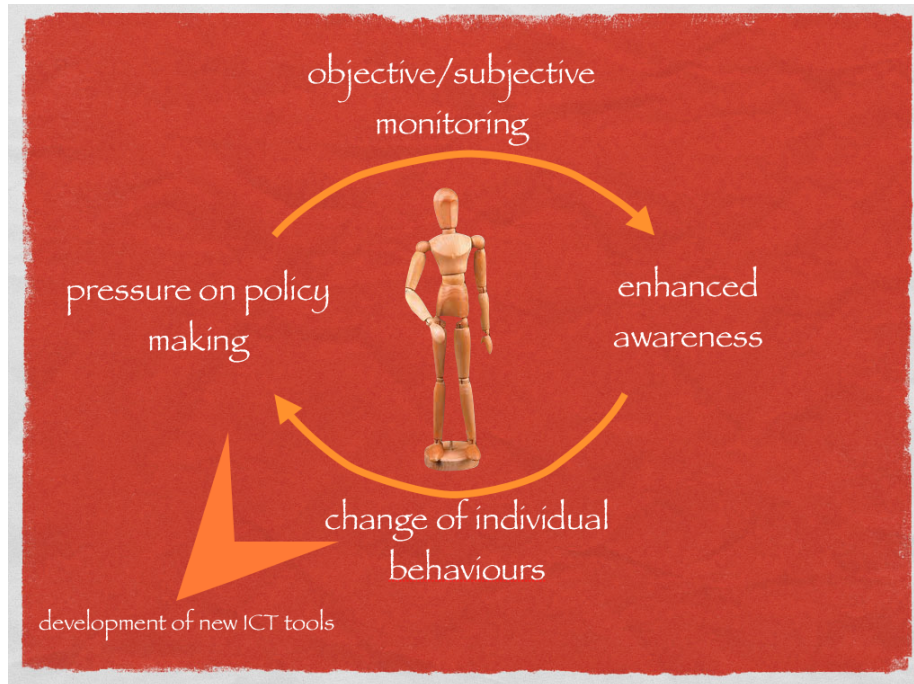 objective/subjective
monitoring
pressure on policy
making
enhanced
awareness
change of individual
behaviours
development of new ICT tools